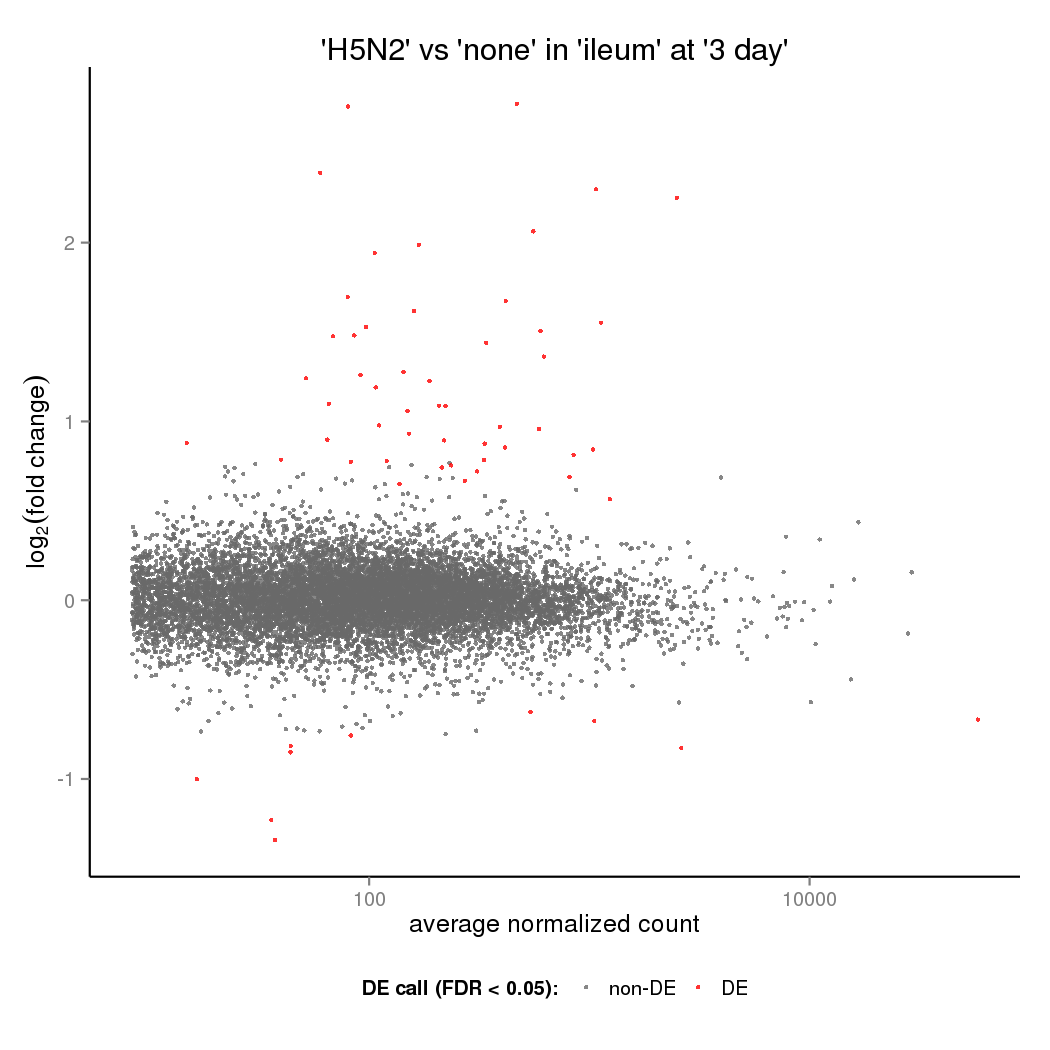 'H5N2' vs 'none' in 'ileum' at '3 day'
log2(fold change)
2
1
0
-1
100
10000
average normalized count
DE call (FDR < 0.05): non-DE DE